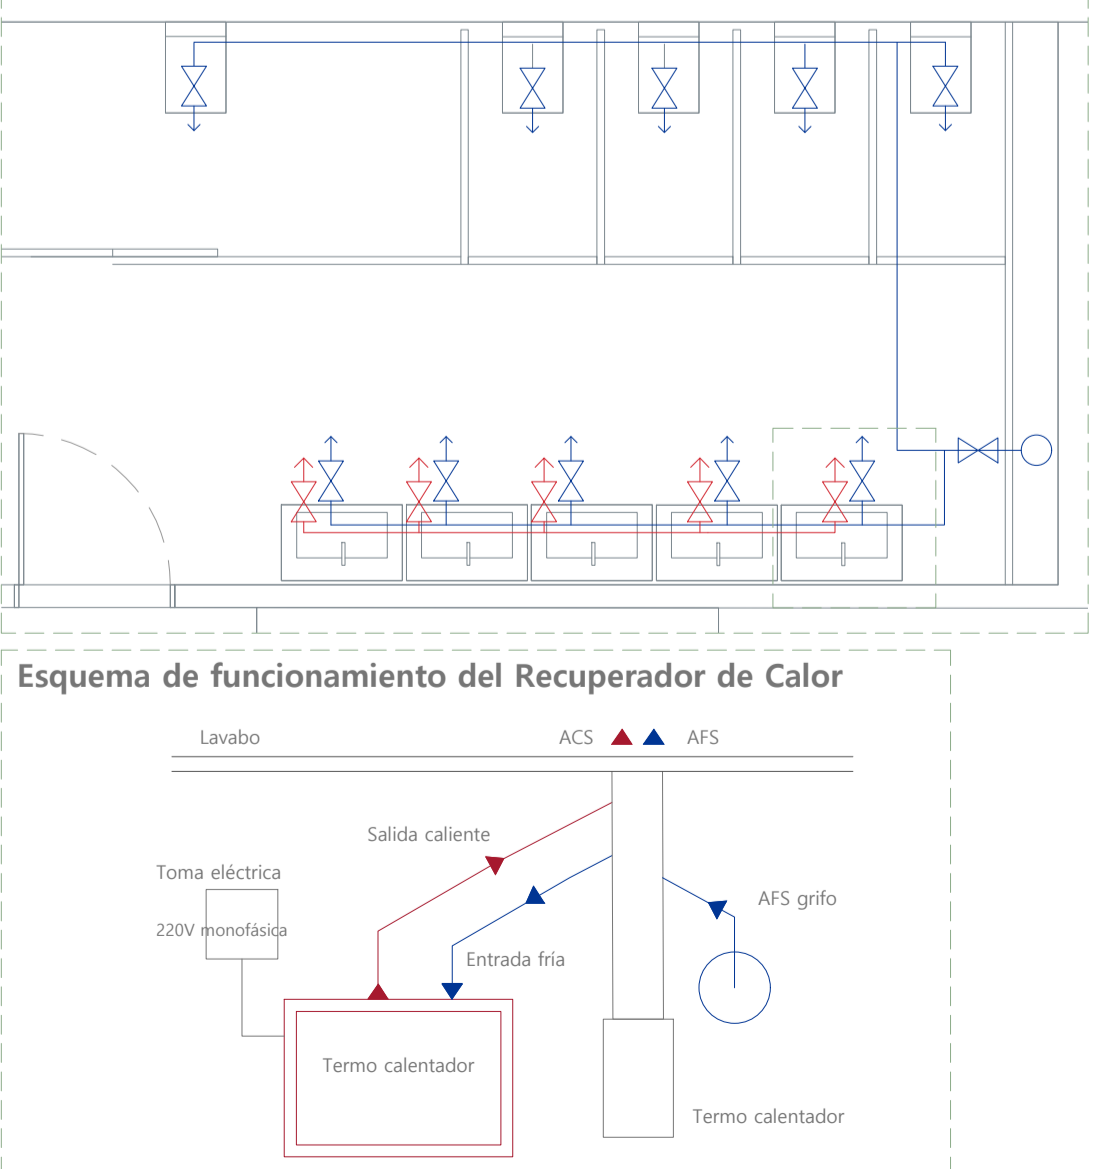 Esquema de funcionamiento del Recuperador de Calor
Lavabo
ACS
AFS
Salida caliente
Toma eléctrica
AFS grifo
220V monofásica
Entrada fría
Termo calentador
Termo calentador